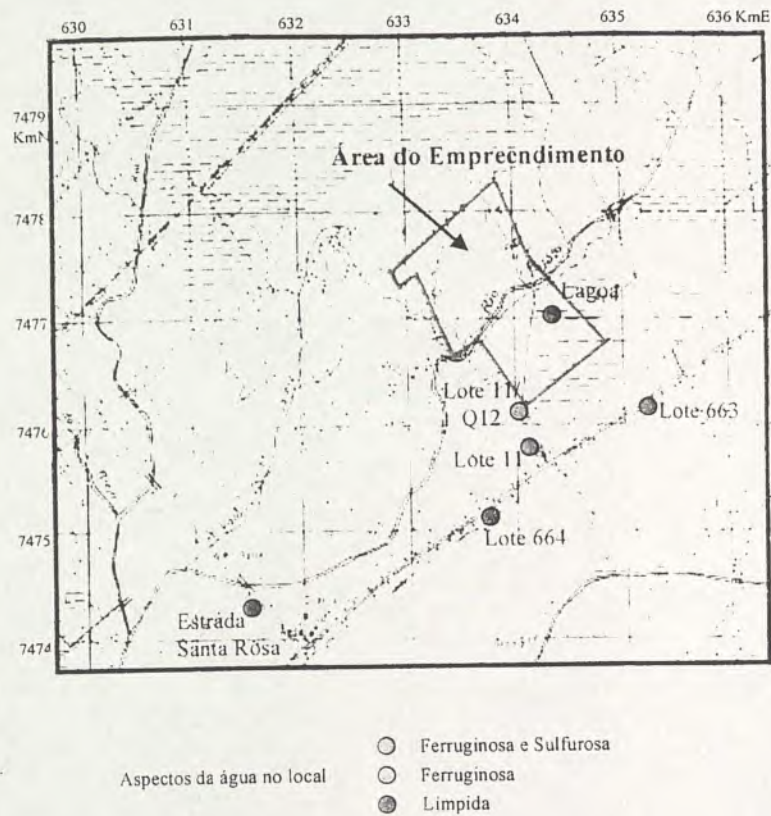 630 631 632 633 634 635 636 KmE
7479
KmN
Área do Empreendimento
7478
Lagoa
7477
Lote 11/
Q12
Lote 663
7476
Lote 11
7475
Lote 664
Estrada
Santa Rosa
7474
Aspectos da água no local
Ferruginosa e Sulfurosa
Ferruginosa
Límpida